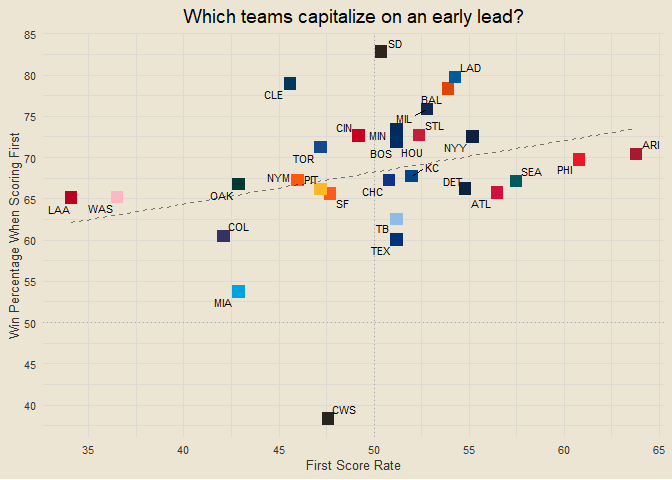 Which teams capitalize on an early lead?
Win Percentage When Scoring First
85
80
75
70
65
60
55
50
45
40
SD
LAD
CLE
BAL
MIL
STL
CIN
MIN
NYY
ARI
BOS
HOU
TOR
PHI
KC
SEA
NYM
PIT
DET
OAK
CHC
SF
ATL
LAA
WAS
COL
TB
TEX
MIA
CWS
35
40
45
50
55
60
65
First Score Rate